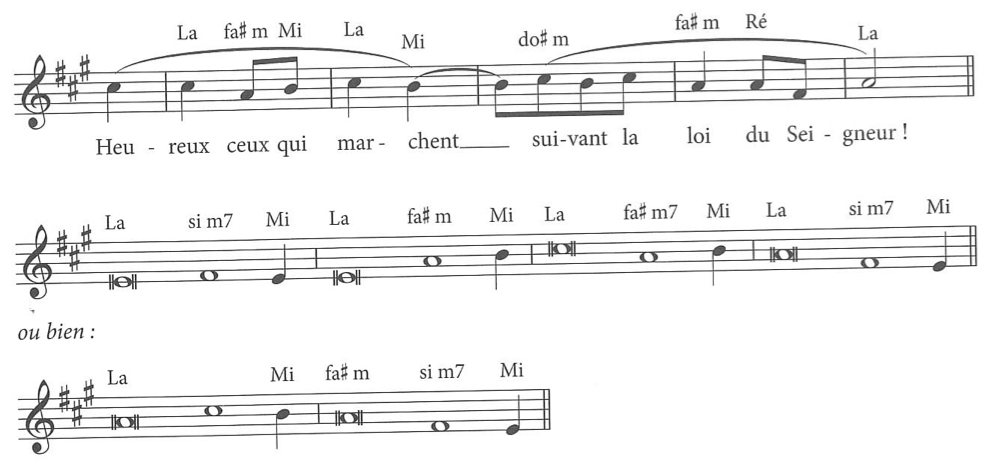 La fa# m Mi La Mi do# m fa# m Ré La
Heu - reux ceux qui mar - chent____ sui-vant la loi du Sei - gneur !
La si m7 Mi La fa# m Mi La fa# m7 Mi La si m7 Mi
ou bien :
La Mi fa# m si m7 Mi